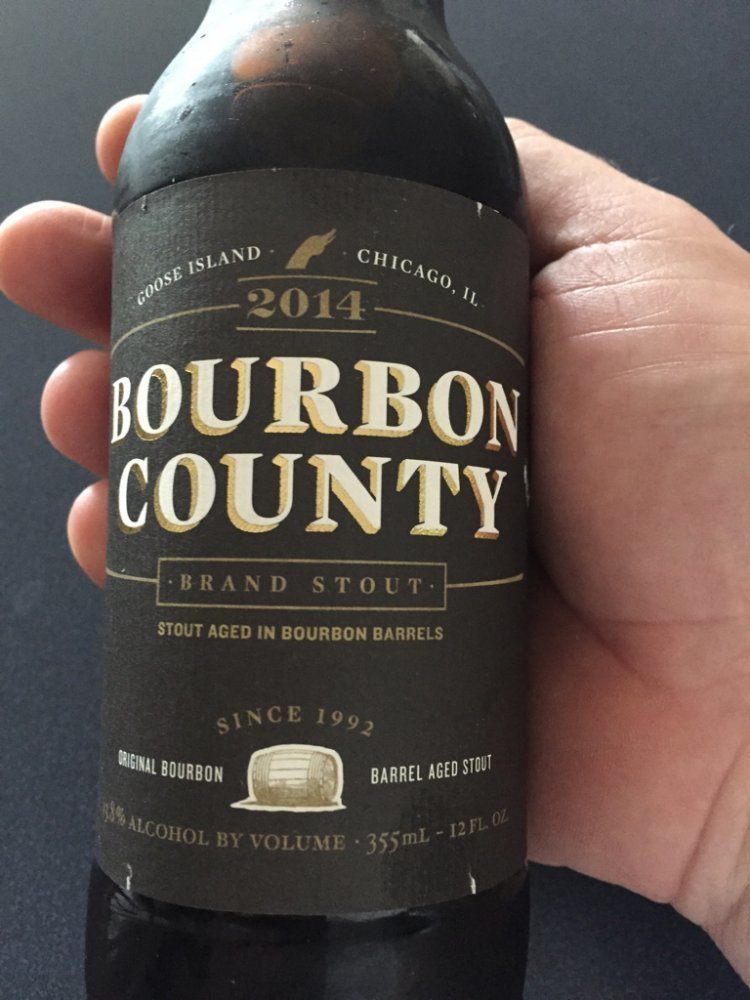 GOOSE ISLAND CHICAGO, IL
2014
BOURBON
COUNTY
·BRAND STOUT·
STOUT AGED IN BOURBON BARRELS
SINCE 1992
ORIGINAL BOURBON BARREL AGED STOUT
ALCOHOL BY VOLUME · 355mL - 12 FL. OZ.